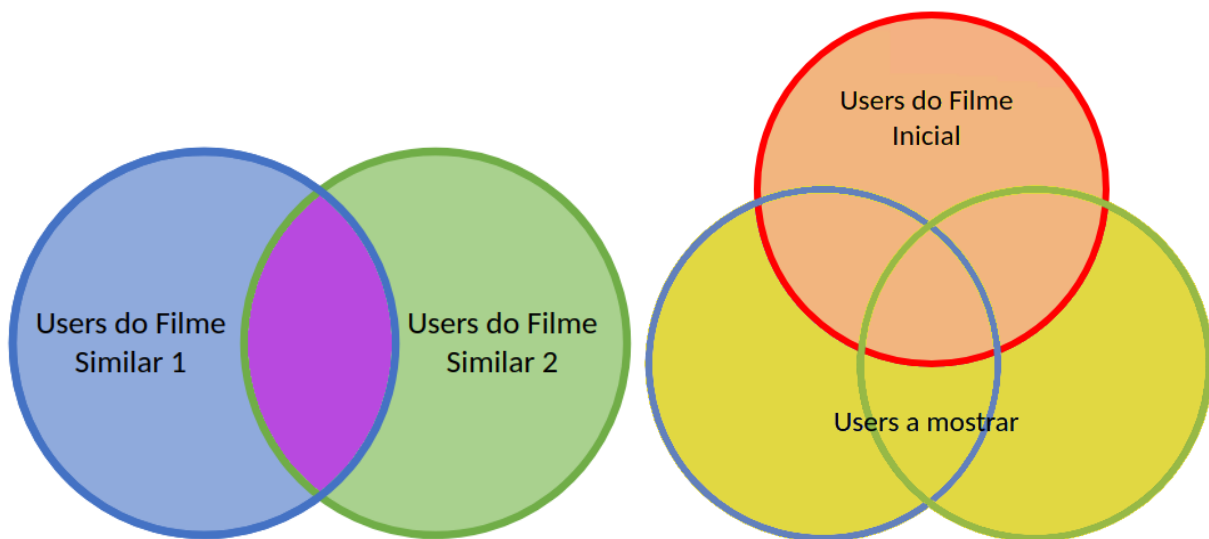 Users do Filme
Similar 1
Users do Filme
Similar 2
Users do Filme
Inicial
Users a mostrar